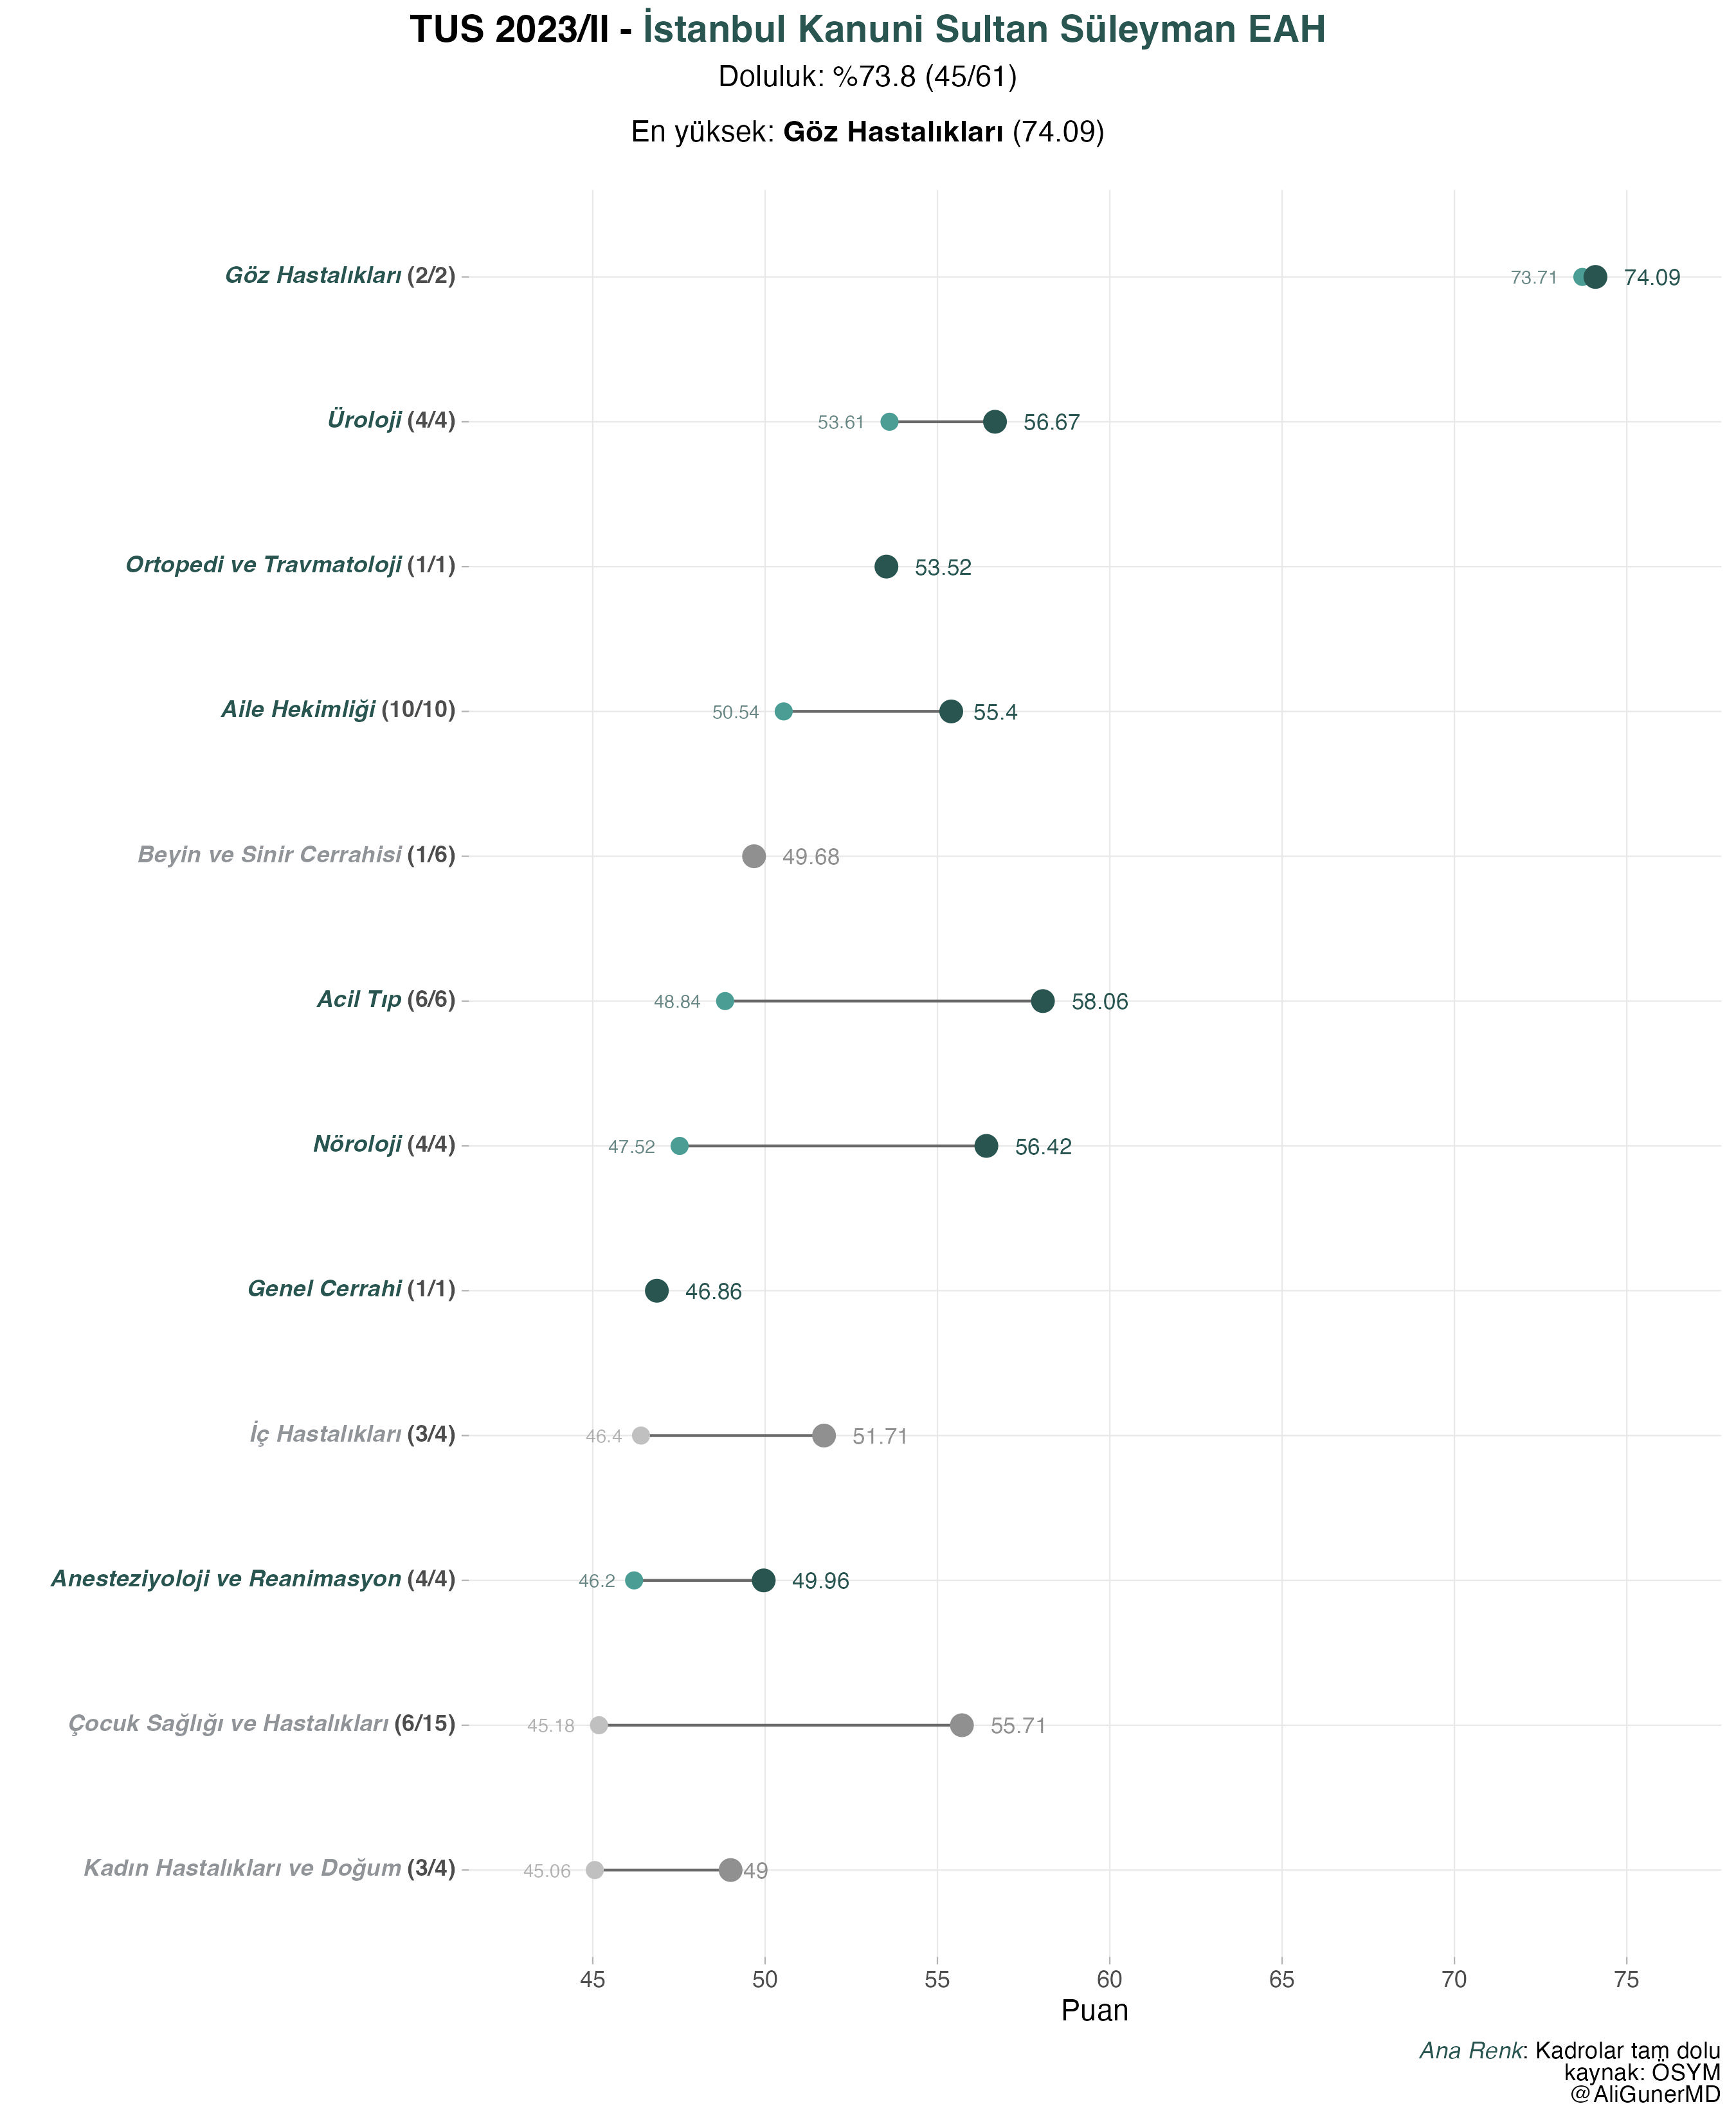 TUS 2023/II - İstanbul Kanuni Sultan Süleyman EAH
Doluluk: %73.8 (45/61)
En yüksek: Göz Hastalıkları (74.09)
Göz Hastalıkları (2/2) 73.71 74.09
Üroloji (4/4) 53.61 56.67
Ortopedi ve Travmatoloji (1/1) 53.52
Aile Hekimliği (10/10) 50.54 55.4
Beyin ve Sinir Cerrahisi (1/6) 49.68
Acil Tıp (6/6) 48.84 58.06
Nöroloji (4/4) 47.52 56.42
Genel Cerrahi (1/1) 46.86
İç Hastalıkları (3/4) 46.4 51.71
Anesteziyoloji ve Reanimasyon (4/4) 46.2 49.96
Çocuk Sağlığı ve Hastalıkları (6/15) 45.18 55.71
Kadın Hastalıkları ve Doğum (3/4) 45.06 49
45 50 55 60 65 70 75
Puan
Ana Renk: Kadrolar tam dolu
kaynak: ÖSYM
@AliGunerMD